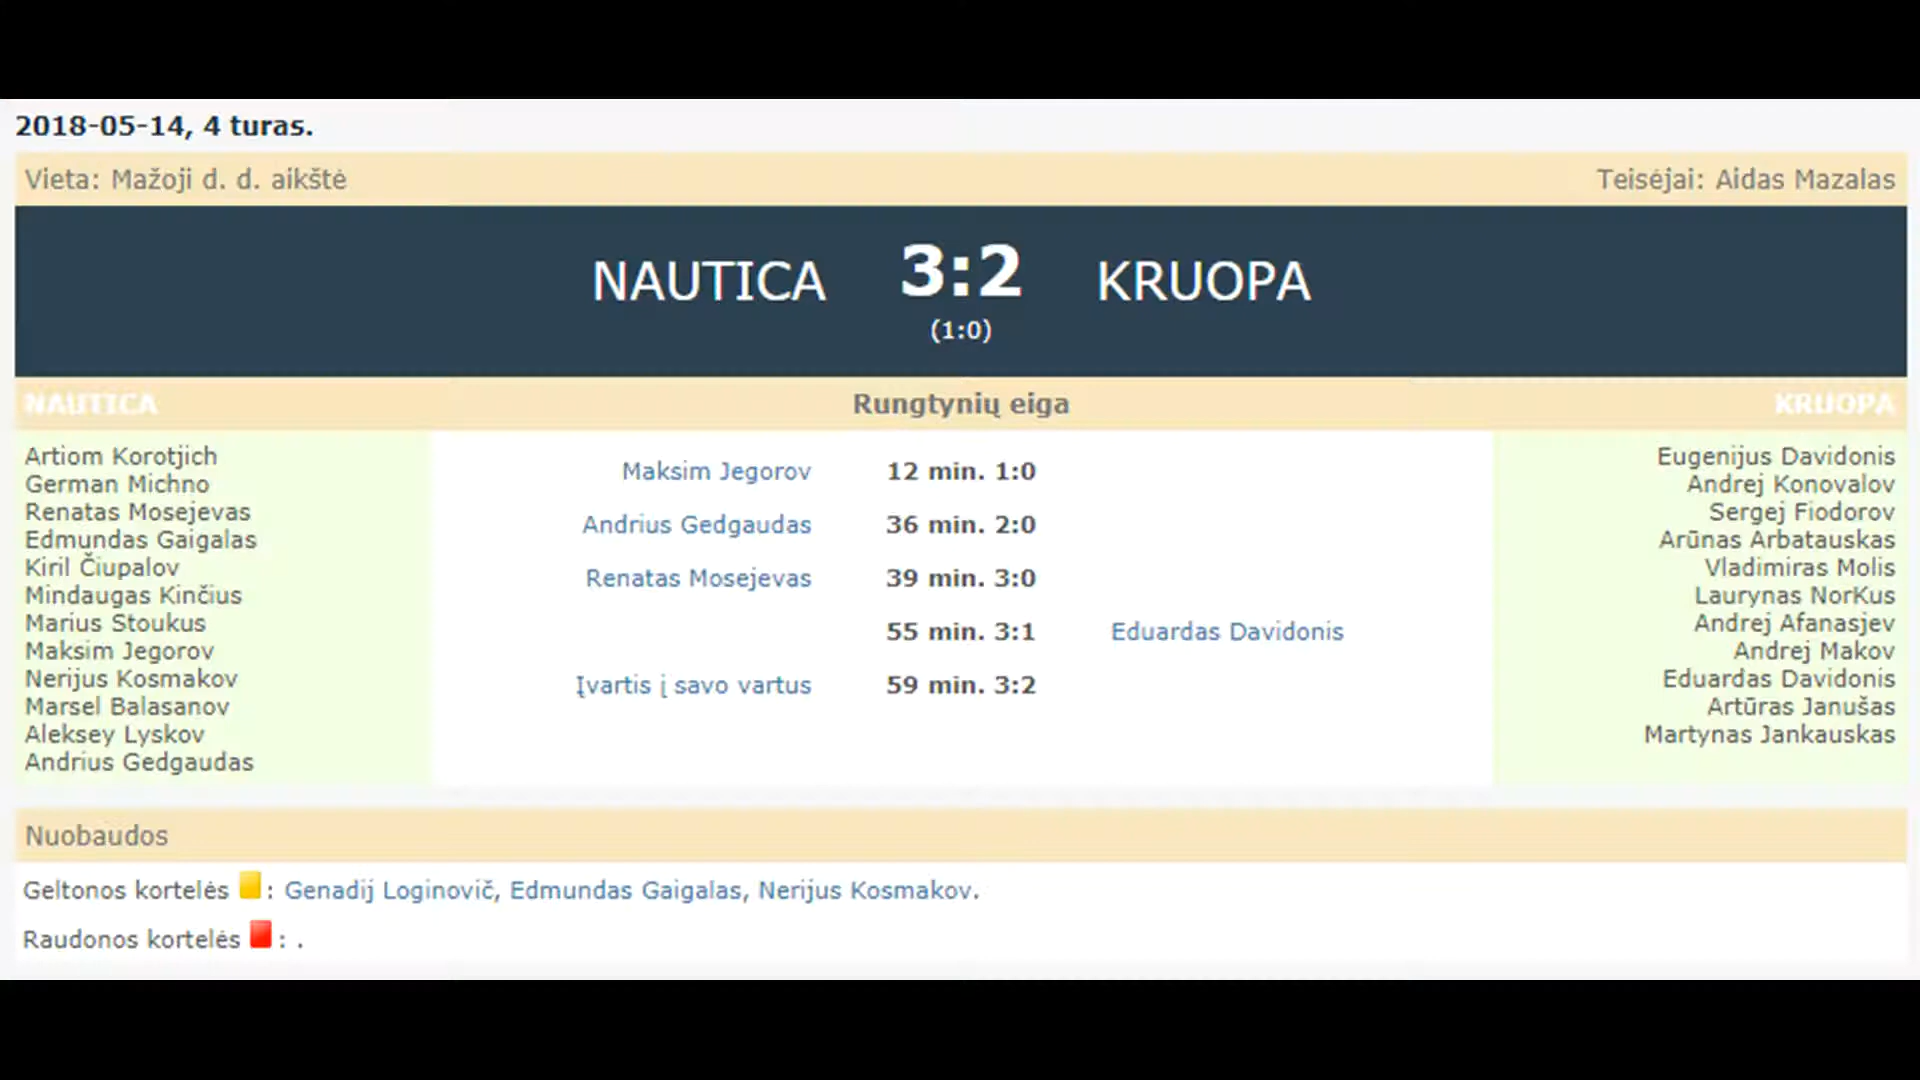 2018-05-14, 4 turas.
Vieta: Mažoji d. d. aikštė
Teisėjai: Aidas Mazalas
NAUTICA 3:2 KRUOPA
(1:0)
NAUTICA
Rungtynių eiga
KRUOPA
Artiom Korotjich
German Michno
Renatas Mosejevas
Edmundas Gaigalas
Kiril Čiupalov
Mindaugas Kinčius
Marius Stoukus
Maksim Jegorov
Nerijus Kosmakov
Marsel Balasanov
Aleksey Lyskov
Andrius Gedgaudas
Maksim Jegorov 12 min. 1:0
Andrius Gedgaudas 36 min. 2:0
Renatas Mosejevas 39 min. 3:0
55 min. 3:1 Eduardas Davidonis
Įvartis į savo vartus 59 min. 3:2
Eugenijus Davidonis
Andrej Konovalov
Sergej Fiodorov
Arūnas Arbatauskas
Vladimiras Molis
Laurynas NorKus
Andrej Afanasjev
Andrej Makov
Eduardas Davidonis
Artūras Janušas
Martynas Jankauskas
Nuobaudos
Geltonos kortelės : Genadij Loginovič, Edmundas Gaigalas, Nerijus Kosmakov.
Raudonos kortelės : .